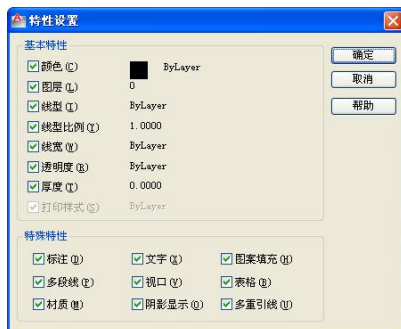 特性设置
基本特性
确定
颜色(C) ByLayer
取消
图层(L) 0
线型(I) ByLayer
帮助
线型比例(Y) 1.0000
线宽(W) ByLayer
透明度(R) ByLayer
厚度(T) 0.0000
打印样式(S) ByLayer
特殊特性
标注(D) 文字(X) 图案填充(H)
多段线(P) 视口(V) 表格(B)
材质(M) 阴影显示(O) 多重引线(U)